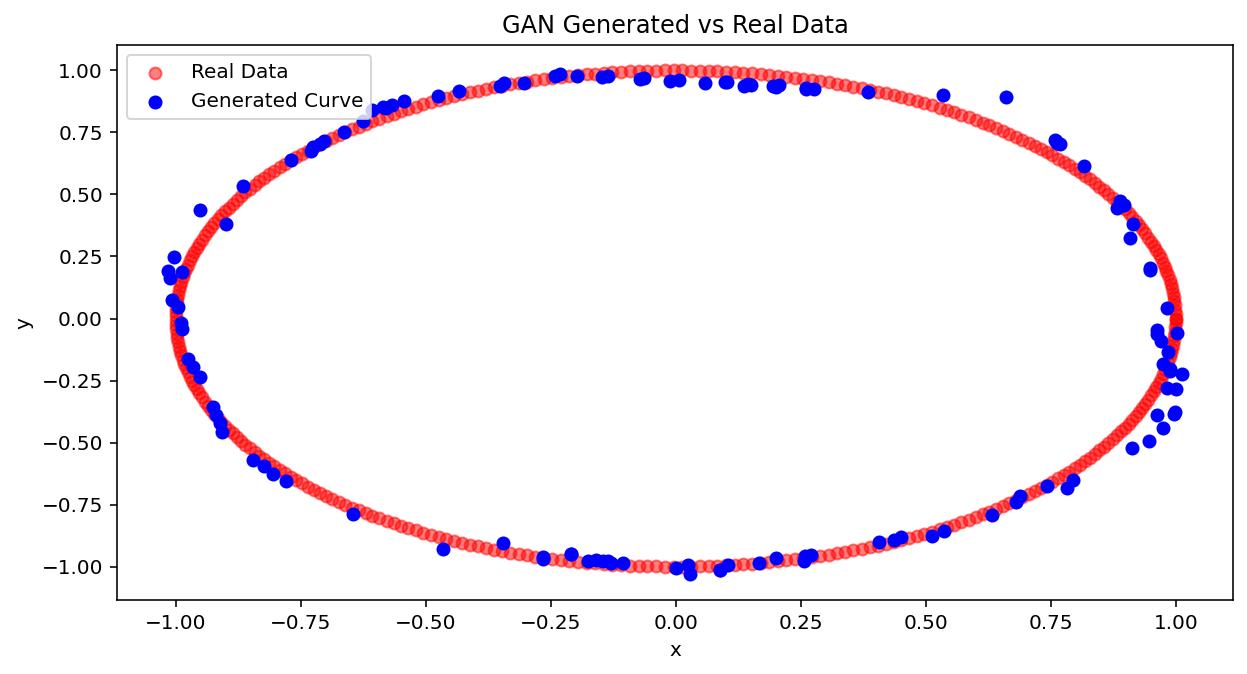 GAN Generated vs Real Data
Real Data
Generated Curve
1.00
0.75
0.50
0.25
0.00
−0.25
−0.50
−0.75
−1.00
y
−1.00 −0.75 −0.50 −0.25 0.00 0.25 0.50 0.75 1.00
x